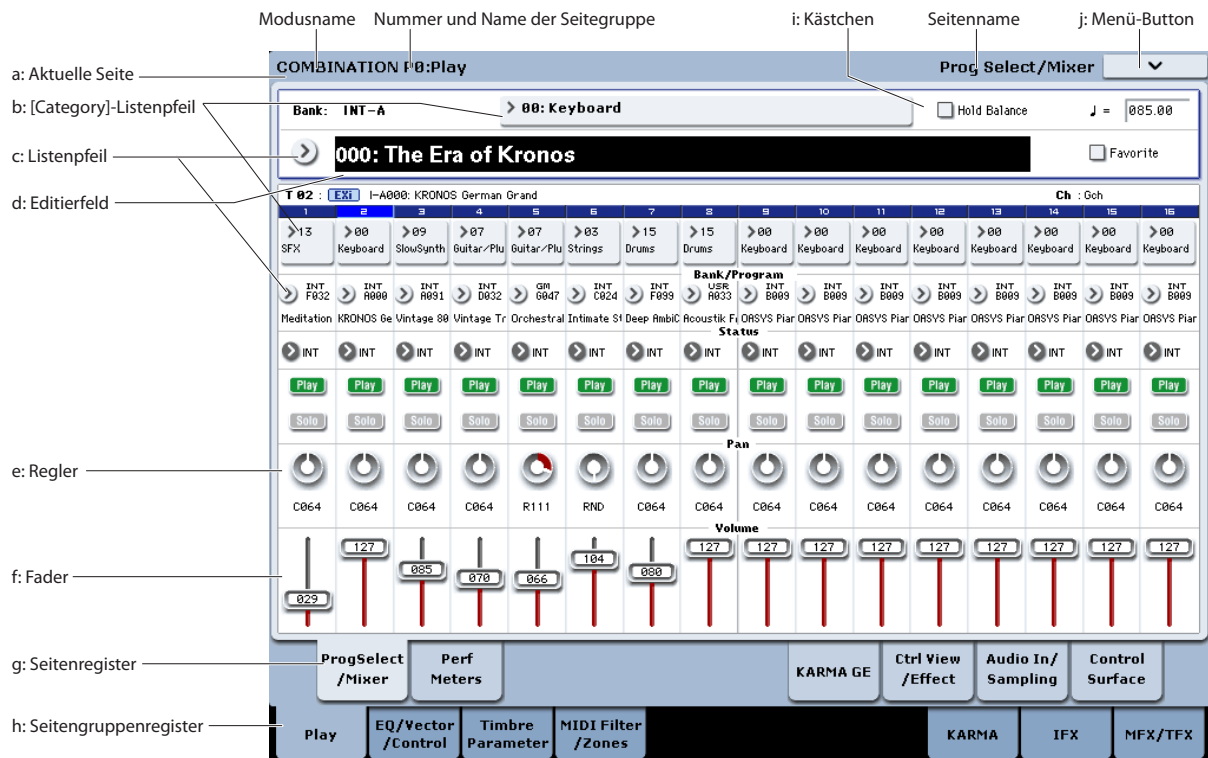 Modusname Nummer und Name der Seitegruppe i: Kästchen Seitenname j: Menü-Button
a: Aktuelle Seite
COMBINATION P0:Play Prog Select/Mixer
b: [Category]-Listenpfeil
Bank: INT-A 00: Keyboard Hold Balance ♩ = 085.00
c: Listenpfeil
000: The Era of Kronos Favorite
d: Editierfeld
T 02 : EXi I-A000: KRONOS German Grand Ch : Gch
1 2 3 4 5 6 7 8 9 10 11 12 13 14 15 16
13 00 09 07 07 03 15 15 00 00 00 00 00 00 00 00
SFX Keyboard SlowSynth Guitar/Plu Guitar/Plu Strings Drums Drums Keyboard Keyboard Keyboard Keyboard Keyboard Keyboard Keyboard Keyboard
Bank/Program
INT INT INT INT GM INT INT USR INT INT INT INT INT INT INT INT
F032 A000 A091 D032 G047 C024 F099 A033 B009 B009 B009 B009 B009 B009 B009 B009
Meditation KRONOS Ge Vintage 80 Vintage Tr Orchestral Intimate St Deep AmbiC Acoustik Fr OASYS Piar OASYS Piar OASYS Piar OASYS Piar OASYS Piar OASYS Piar OASYS Piar OASYS Piar
Status
INT INT INT INT INT INT INT INT INT INT INT INT INT INT INT INT
Play Play Play Play Play Play Play Play Play Play Play Play Play Play Play Play
Solo Solo Solo Solo Solo Solo Solo Solo Solo Solo Solo Solo Solo Solo Solo Solo
Pan
e: Regler
C064 C064 C064 C064 R111 RND C064 C064 C064 C064 C064 C064 C064 C064 C064 C064
Volume
f: Fader
029 127 085 070 066 104 080 127 127 127 127 127 127 127 127 127
g: Seitenregister
ProgSelect Perf KARMA GE Ctrl View Audio In/ Control
/Mixer Meters /Effect Sampling Surface
h: Seitengruppenregister
Play EQ/Vector Timbre MIDI Filter KARMA IFX MFX/TFX
/Control Parameter /Zones